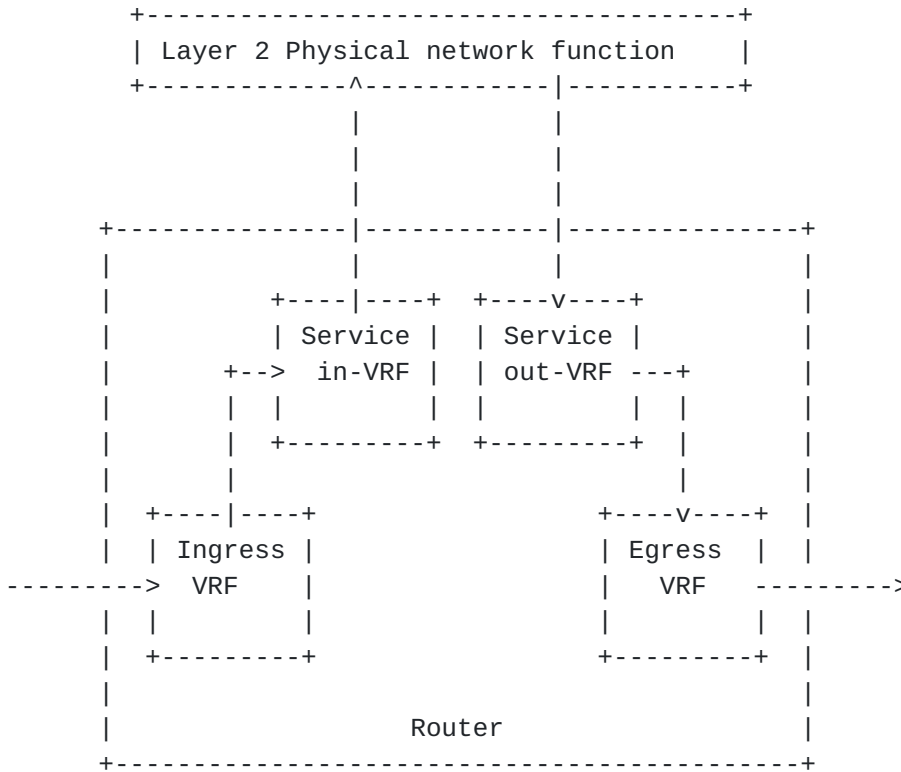 Layer 2 Physical network function
Service Service
in-VRF out-VRF
Ingress Egress
VRF VRF
Router